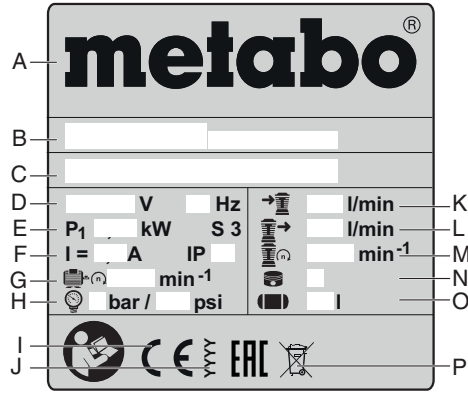 A metabo ®
B
C
D V Hz l/min K
E P1 kW S 3 l/min L
F I = A IP min-1 M
G n min-1 N
H bar / psi l O
I CE EAC
J P